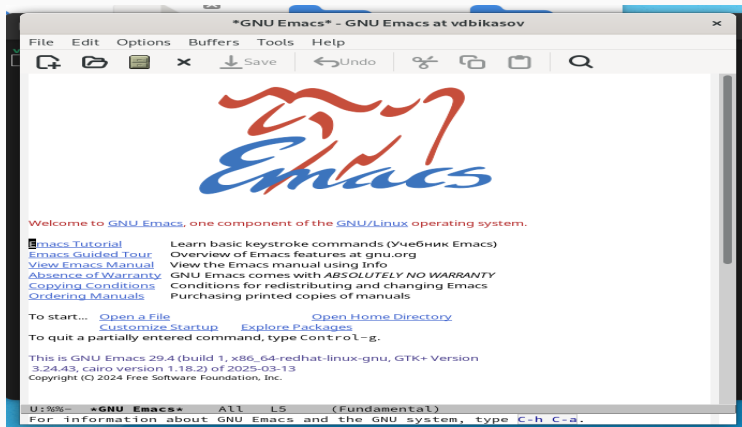 *GNU Emacs* - GNU Emacs at vdbikasov ×
File Edit Options Buffers Tools Help
Save Undo
Emacs
Welcome to GNU Emacs, one component of the GNU/Linux operating system.
Emacs Tutorial Learn basic keystroke commands (Учебник Emacs)
Emacs Guided Tour Overview of Emacs features at gnu.org
View Emacs Manual View the Emacs manual using Info
Absence of Warranty GNU Emacs comes with ABSOLUTELY NO WARRANTY
Copying Conditions Conditions for redistributing and changing Emacs
Ordering Manuals Purchasing printed copies of manuals
To start... Open a File Open Home Directory
Customize Startup Explore Packages
To quit a partially entered command, type Control-g.
This is GNU Emacs 29.4 (build 1, x86_64-redhat-linux-gnu, GTK+ Version
3.24.43, cairo version 1.18.2) of 2025-03-13
Copyright (C) 2024 Free Software Foundation, Inc.
U:%%- *GNU Emacs* All L5 (Fundamental)
For information about GNU Emacs and the GNU system, type C-h C-a.